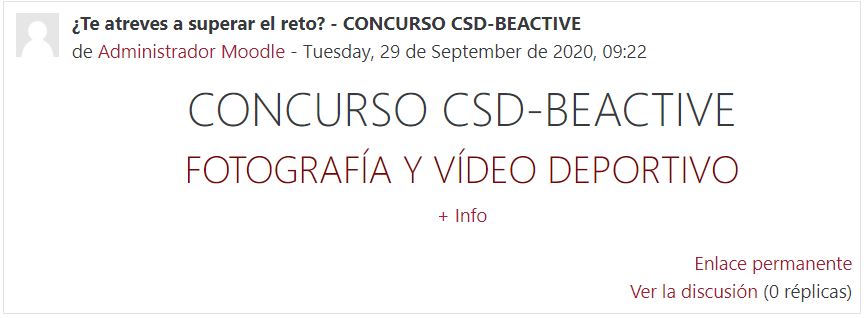 ¿Te atreves a superar el reto? - CONCURSO CSD-BEACTIVE
de Administrador Moodle - Tuesday, 29 de September de 2020, 09:22
CONCURSO CSD-BEACTIVE
FOTOGRAFÍA Y VÍDEO DEPORTIVO
+ Info
Enlace permanente
Ver la discusión (0 réplicas)